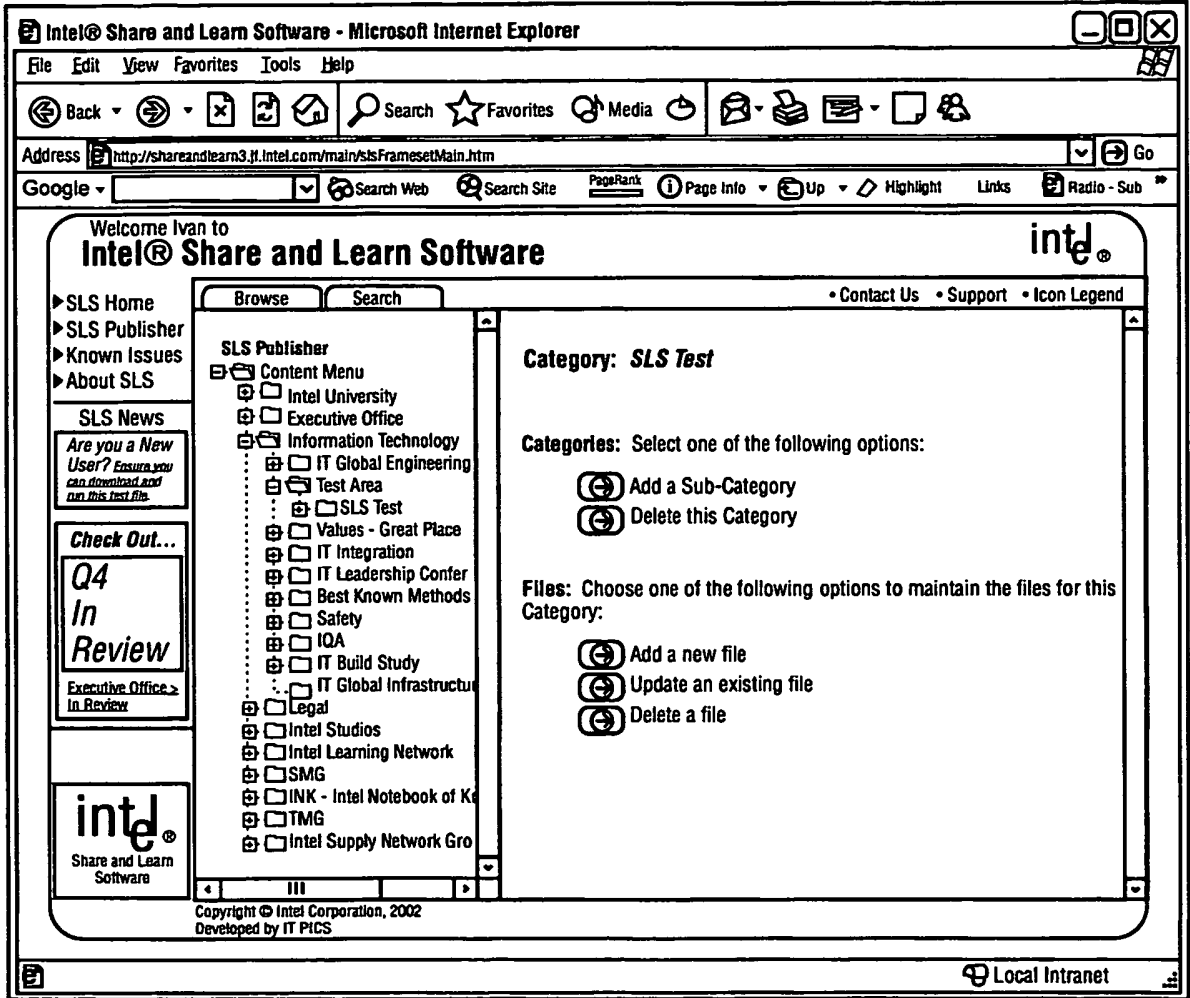 Intel® Share and Learn Software - Microsoft Internet Explorer
File Edit View Favorites Tools Help
Back Search Favorites Media
Address http://shareandlearn3.jf.intel.com/main/slsFramesetMain.htm Go
Google Search Web Search Site PageRank Page Info Up Highlight Links Radio - Sub »
Welcome Ivan to
Intel® Share and Learn Software
intel®
SLS Home
SLS Publisher
Known Issues
About SLS
SLS News
Are you a New
User? Ensure you
can download and
run this test file.
Check Out...
Q4
In
Review
Executive Office >
In Review
intel®
Share and Learn
Software
Browse Search
• Contact Us • Support • Icon Legend
SLS Publisher
Content Menu
Intel University
Executive Office
Information Technology
IT Global Engineering
Test Area
SLS Test
Values - Great Place
IT Integration
IT Leadership Confer
Best Known Methods
Safety
IQA
IT Build Study
IT Global Infrastructu
Legal
Intel Studios
Intel Learning Network
SMG
INK - Intel Notebook of Kn
TMG
Intel Supply Network Gro
Category: SLS Test
Categories: Select one of the following options:
Add a Sub-Category
Delete this Category
Files: Choose one of the following options to maintain the files for this
Category:
Add a new file
Update an existing file
Delete a file
Copyright © Intel Corporation, 2002
Developed by IT PICS
Local Intranet